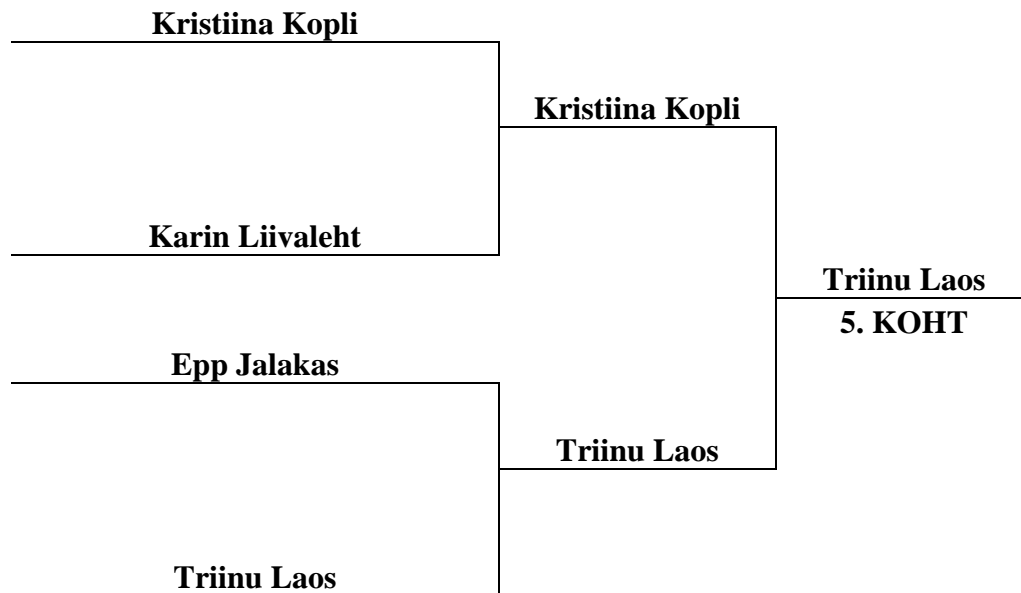 Kristiina Kopli
Kristiina Kopli
Karin Liivaleht
Triinu Laos
5. KOHT
Epp Jalakas
Triinu Laos
Triinu Laos